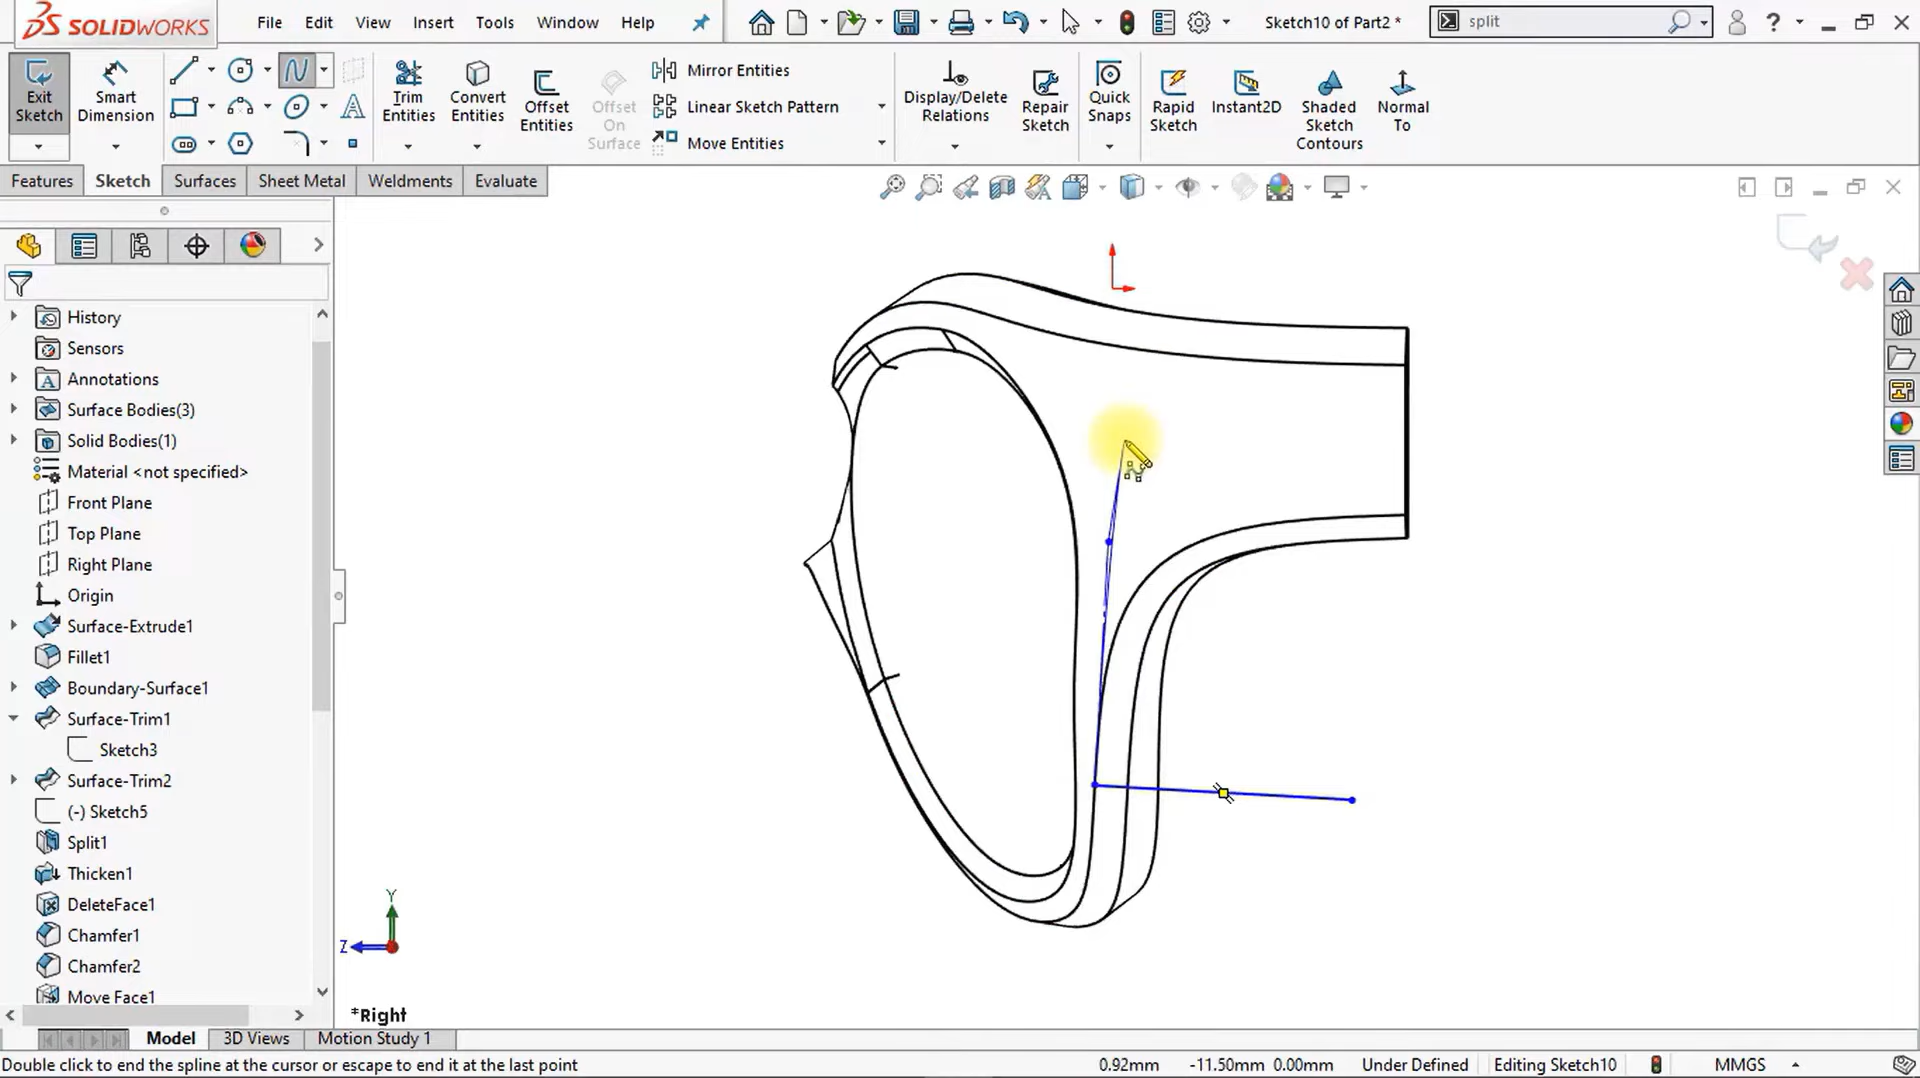 SOLIDWORKS
File Edit View Insert Tools Window Help
Sketch10 of Part2 *
split
Exit Sketch
Smart Dimension
Trim Entities
Convert Entities
Offset Entities
Offset On Surface
Mirror Entities
Linear Sketch Pattern
Move Entities
Display/Delete Relations
Repair Sketch
Quick Snaps
Rapid Sketch
Instant2D
Shaded Sketch Contours
Normal To
Features Sketch Surfaces Sheet Metal Weldments Evaluate
History
Sensors
Annotations
Surface Bodies(3)
Solid Bodies(1)
Material <not specified>
Front Plane
Top Plane
Right Plane
Origin
Surface-Extrude1
Fillet1
Boundary-Surface1
Surface-Trim1
Sketch3
Surface-Trim2
(-) Sketch5
Split1
Thicken1
DeleteFace1
Chamfer1
Chamfer2
Move Face1
Y
Z
*Right
Model 3D Views Motion Study 1
Double click to end the spline at the cursor or escape to end it at the last point
0.92mm -11.50mm 0.00mm Under Defined Editing Sketch10 MMGS